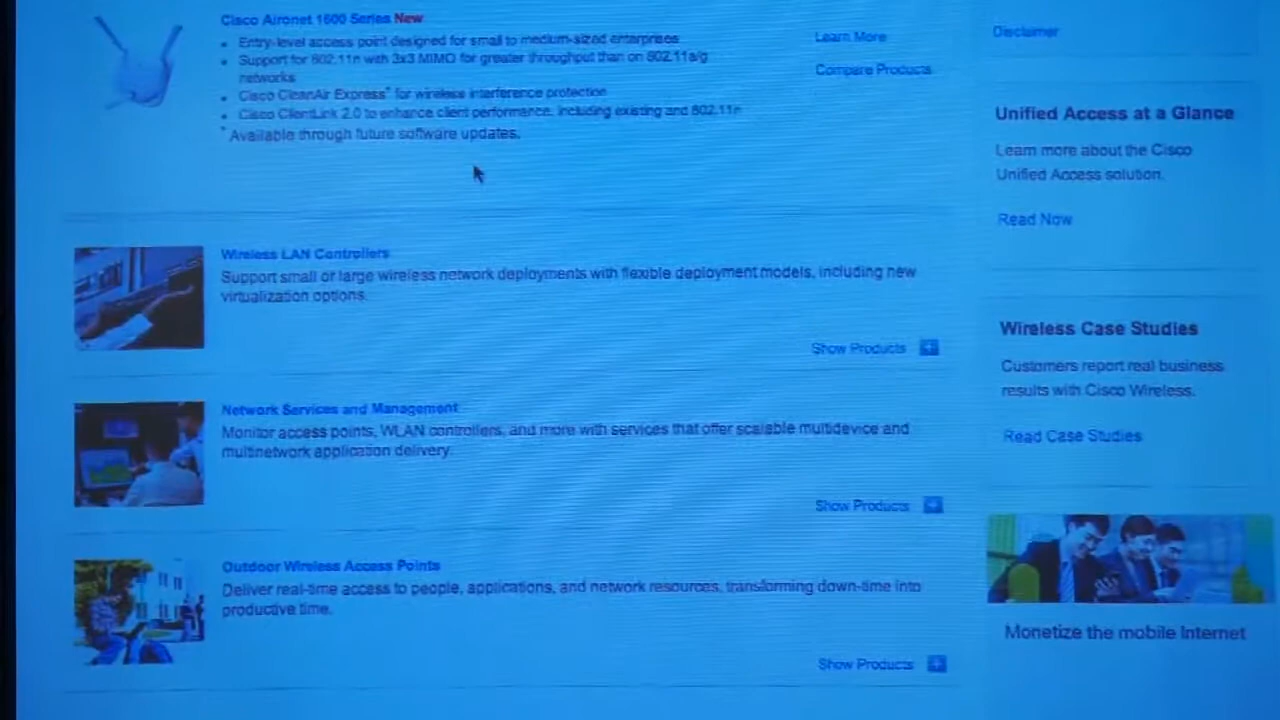 Cisco Aironet 1600 Series New
Entry-level access point designed for small to medium-sized enterprises
Support for 802.11n with 3x3 MIMO for greater throughput than on 802.11a/g
networks
Cisco CleanAir Express* for wireless interference protection
Cisco ClientLink 2.0 to enhance client performance, including existing and 802.11n
* Available through future software updates.
Learn More
Compare Products
Wireless LAN Controllers
Support small or large wireless network deployments with flexible deployment models, including new
virtualization options.
Show Products
Network Services and Management
Monitor access points, WLAN controllers, and more with services that offer scalable multidevice and
multinetwork application delivery.
Show Products
Outdoor Wireless Access Points
Deliver real-time access to people, applications, and network resources, transforming down-time into
productive time.
Show Products
Disclaimer
Unified Access at a Glance
Learn more about the Cisco
Unified Access solution.
Read Now
Wireless Case Studies
Customers report real business
results with Cisco Wireless.
Read Case Studies
Monetize the mobile Internet